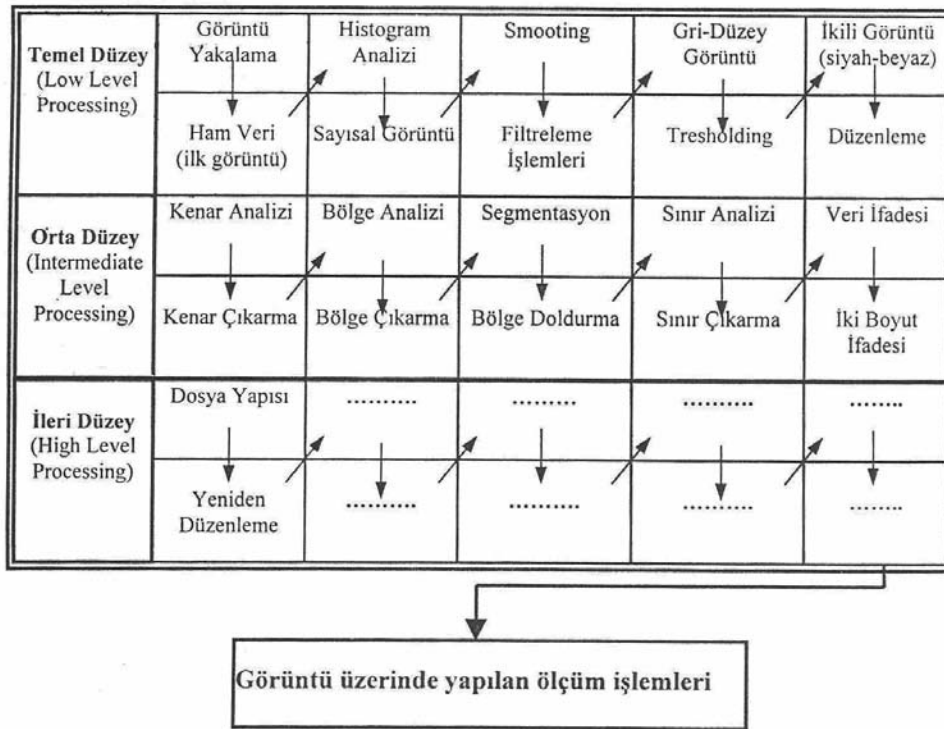 Temel Düzey
(Low Level
Processing)
Görüntü
Yakalama
Ham Veri
(ilk görüntü)
Histogram
Analizi
Sayısal Görüntü
Smooting
Filtreleme
İşlemleri
Gri-Düzey
Görüntü
Tresholding
İkili Görüntü
(siyah-beyaz)
Düzenleme
Orta Düzey
(Intermediate
Level
Processing)
Kenar Analizi
Kenar Çıkarma
Bölge Analizi
Bölge Çıkarma
Segmentasyon
Bölge Doldurma
Sınır Analizi
Sınır Çıkarma
Veri İfadesi
İki Boyut
İfadesi
İleri Düzey
(High Level
Processing)
Dosya Yapısı
Yeniden
Düzenleme
..........
..........
.........
..........
..........
..........
........
........
Görüntü üzerinde yapılan ölçüm işlemleri